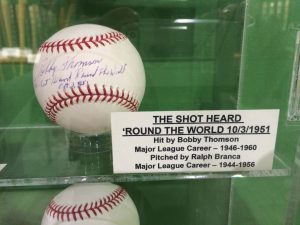 Bobby Thomson
THE SHOT HEARD
'ROUND THE WORLD 10/3/1951
Hit by Bobby Thomson
Major League Career – 1946-1960
Pitched by Ralph Branca
Major League Career – 1944-1956